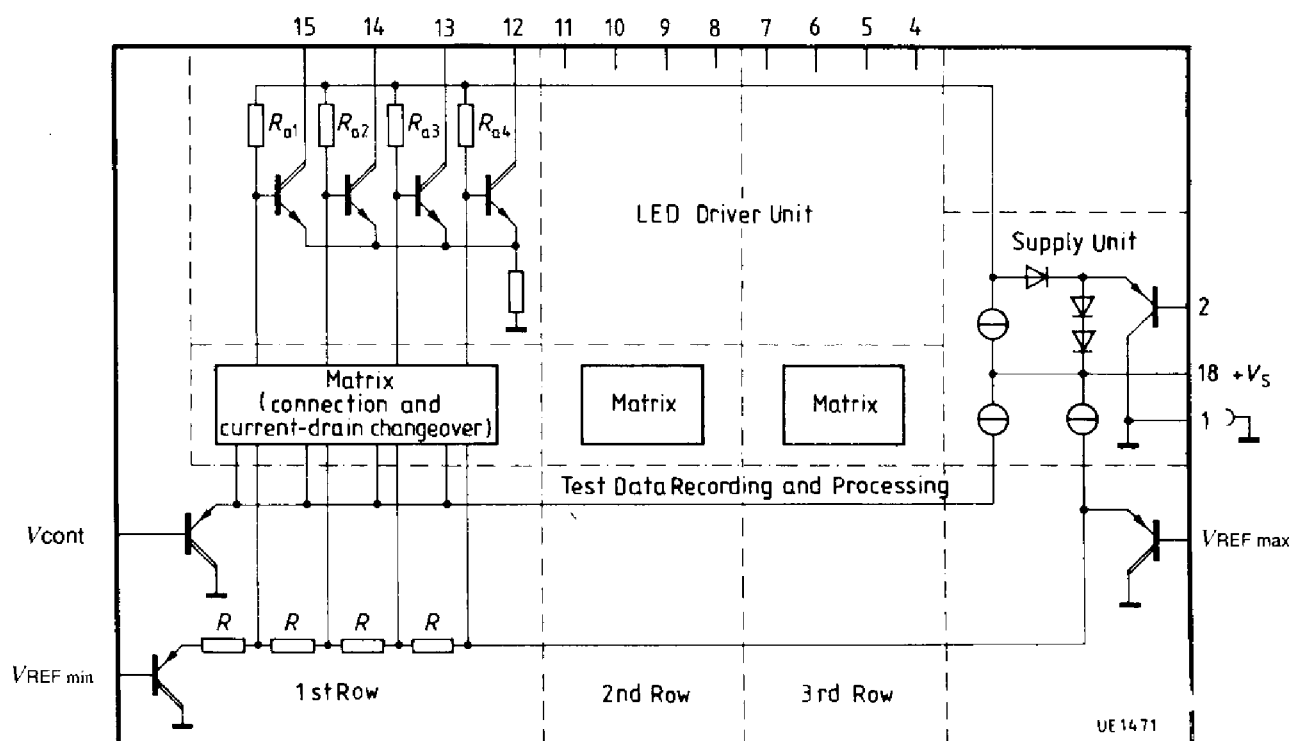 15 14 13 12 11 10 9 8 7 6 5 4
Ra1 Ra2 Ra3 Ra4
LED Driver Unit
Supply Unit
2
18 +VS
1
Matrix
(connection and
current-drain changeover)
Matrix
Matrix
Test Data Recording and Processing
Vcont
VREF max
R R R R
VREF min
1st Row
2nd Row
3rd Row
UE1471